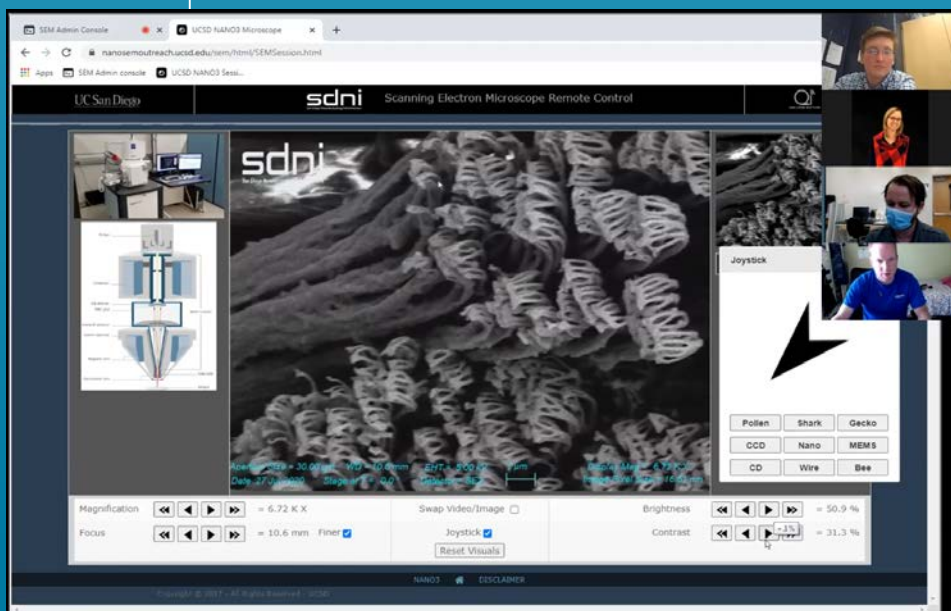 SEM Admin Console
UCSD NANO3 Microscope
nanosemoutreach.ucsd.edu/sem/html/SEMSession.html
Apps
SEM Admin console
UCSD NANO3 Sessi...
UC San Diego
sdni
Scanning Electron Microscope Remote Control
sdni
Joystick
Pollen
Shark
Gecko
CCD
Nano
MEMS
CD
Wire
Bee
Magnification
= 6.72 K X
Swap Video/Image
Brightness
= 50.9 %
Focus
= 10.6 mm
Finer
Joystick
Contrast
= 31.3 %
Reset Visuals
NANO3
DISCLAIMER